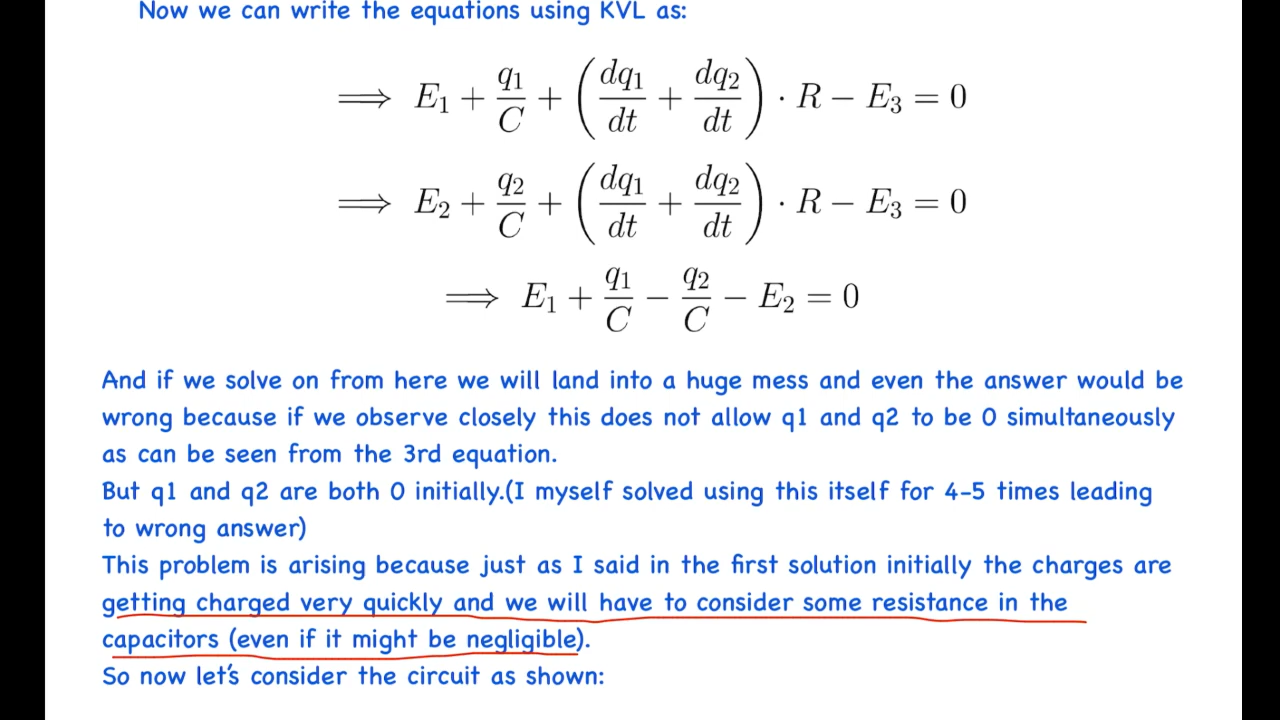 Now we can write the equations using KVL as:
⟹ E₁ + q₁/C + (dq₁/dt + dq₂/dt) · R − E₃ = 0
⟹ E₂ + q₂/C + (dq₁/dt + dq₂/dt) · R − E₃ = 0
⟹ E₁ + q₁/C − q₂/C − E₂ = 0
And if we solve on from here we will land into a huge mess and even the answer would be
wrong because if we observe closely this does not allow q1 and q2 to be 0 simultaneously
as can be seen from the 3rd equation.
But q1 and q2 are both 0 initially.(I myself solved using this itself for 4-5 times leading
to wrong answer)
This problem is arising because just as I said in the first solution initially the charges are
getting charged very quickly and we will have to consider some resistance in the
capacitors (even if it might be negligible).
So now let's consider the circuit as shown: